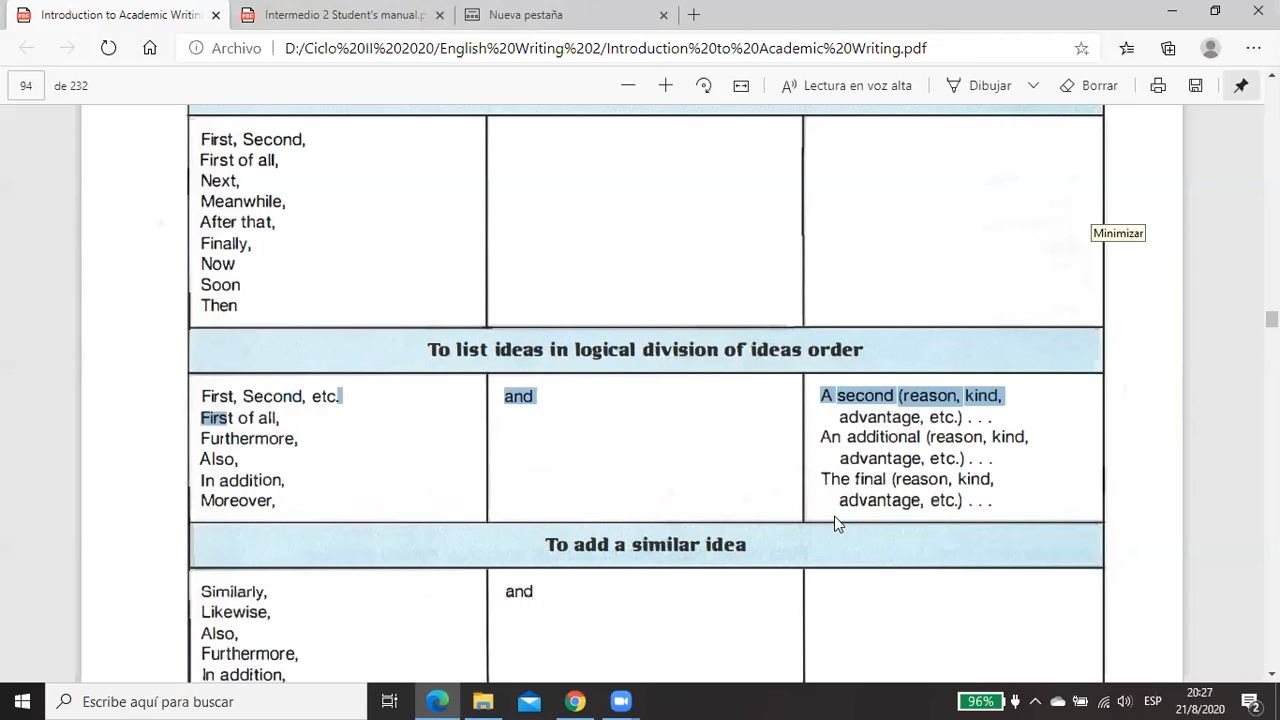 Introduction to Academic Writin
Intermedio 2 Student's manual.p
Nueva pestaña
Archivo
D:/Ciclo%20II%202020/English%20Writing%202/Introduction%20to%20Academic%20Writing.pdf
94 de 232
Lectura en voz alta
Dibujar
Borrar
First, Second,
First of all,
Next,
Meanwhile,
After that,
Finally,
Now
Soon
Then
Minimizar
To list ideas in logical division of ideas order
First, Second, etc.
First of all,
Furthermore,
Also,
In addition,
Moreover,
and
A second (reason, kind,
advantage, etc.) . . .
An additional (reason, kind,
advantage, etc.) . . .
The final (reason, kind,
advantage, etc.) . . .
To add a similar idea
Similarly,
Likewise,
Also,
Furthermore,
In addition,
and
Escribe aquí para buscar
96%
ESP
20:27
21/8/2020
2